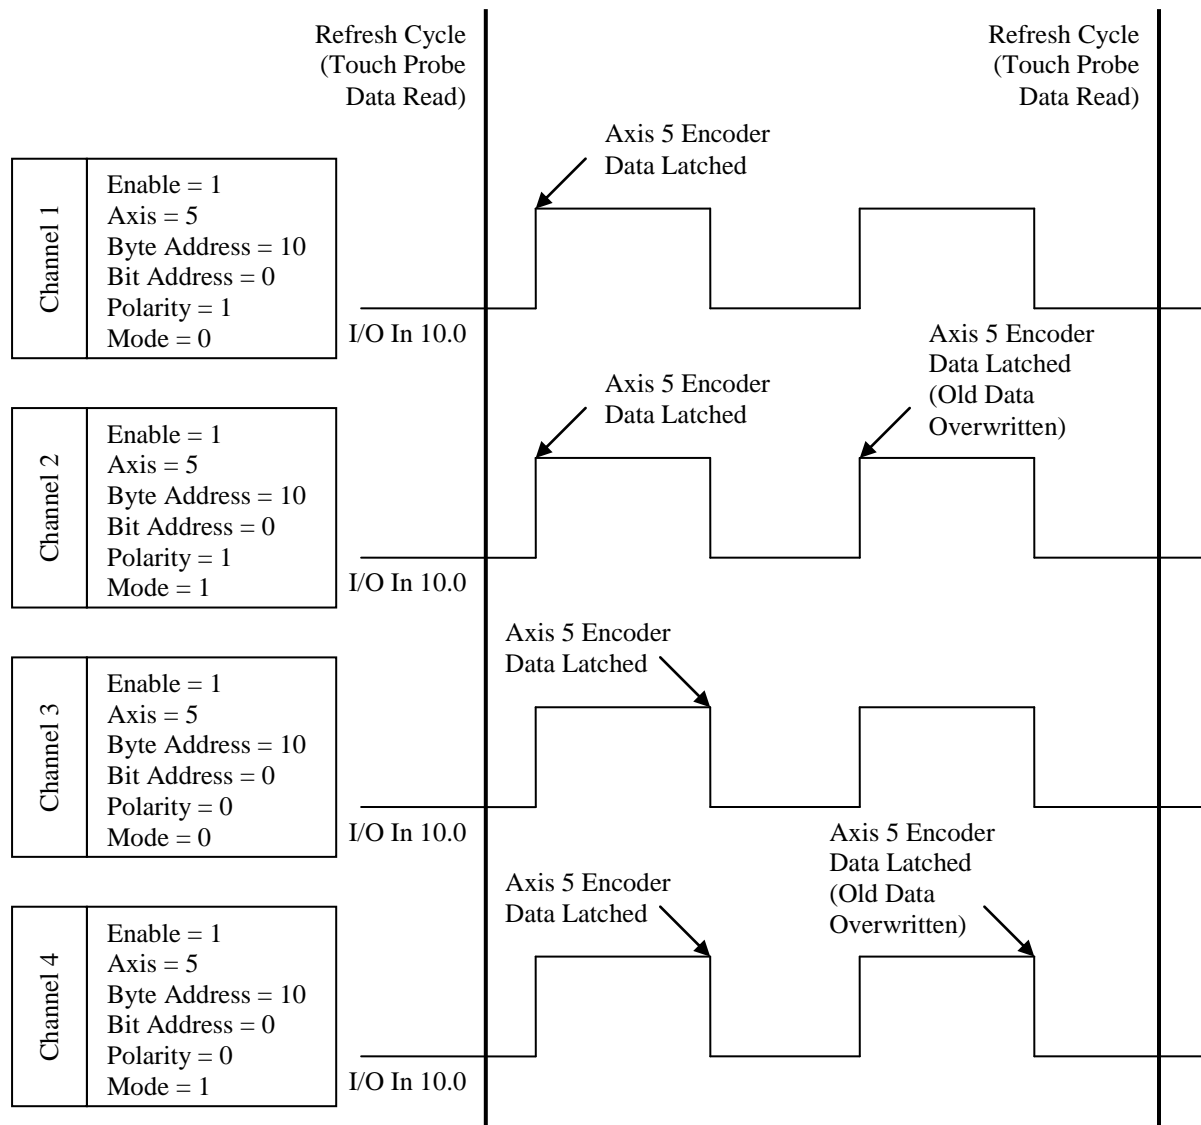 Refresh Cycle
(Touch Probe
Data Read)
Refresh Cycle
(Touch Probe
Data Read)
Channel 1
Enable = 1
Axis = 5
Byte Address = 10
Bit Address = 0
Polarity = 1
Mode = 0
I/O In 10.0
Axis 5 Encoder
Data Latched
Channel 2
Enable = 1
Axis = 5
Byte Address = 10
Bit Address = 0
Polarity = 1
Mode = 1
I/O In 10.0
Axis 5 Encoder
Data Latched
Axis 5 Encoder
Data Latched
(Old Data
Overwritten)
Channel 3
Enable = 1
Axis = 5
Byte Address = 10
Bit Address = 0
Polarity = 0
Mode = 0
I/O In 10.0
Axis 5 Encoder
Data Latched
Channel 4
Enable = 1
Axis = 5
Byte Address = 10
Bit Address = 0
Polarity = 0
Mode = 1
I/O In 10.0
Axis 5 Encoder
Data Latched
Axis 5 Encoder
Data Latched
(Old Data
Overwritten)